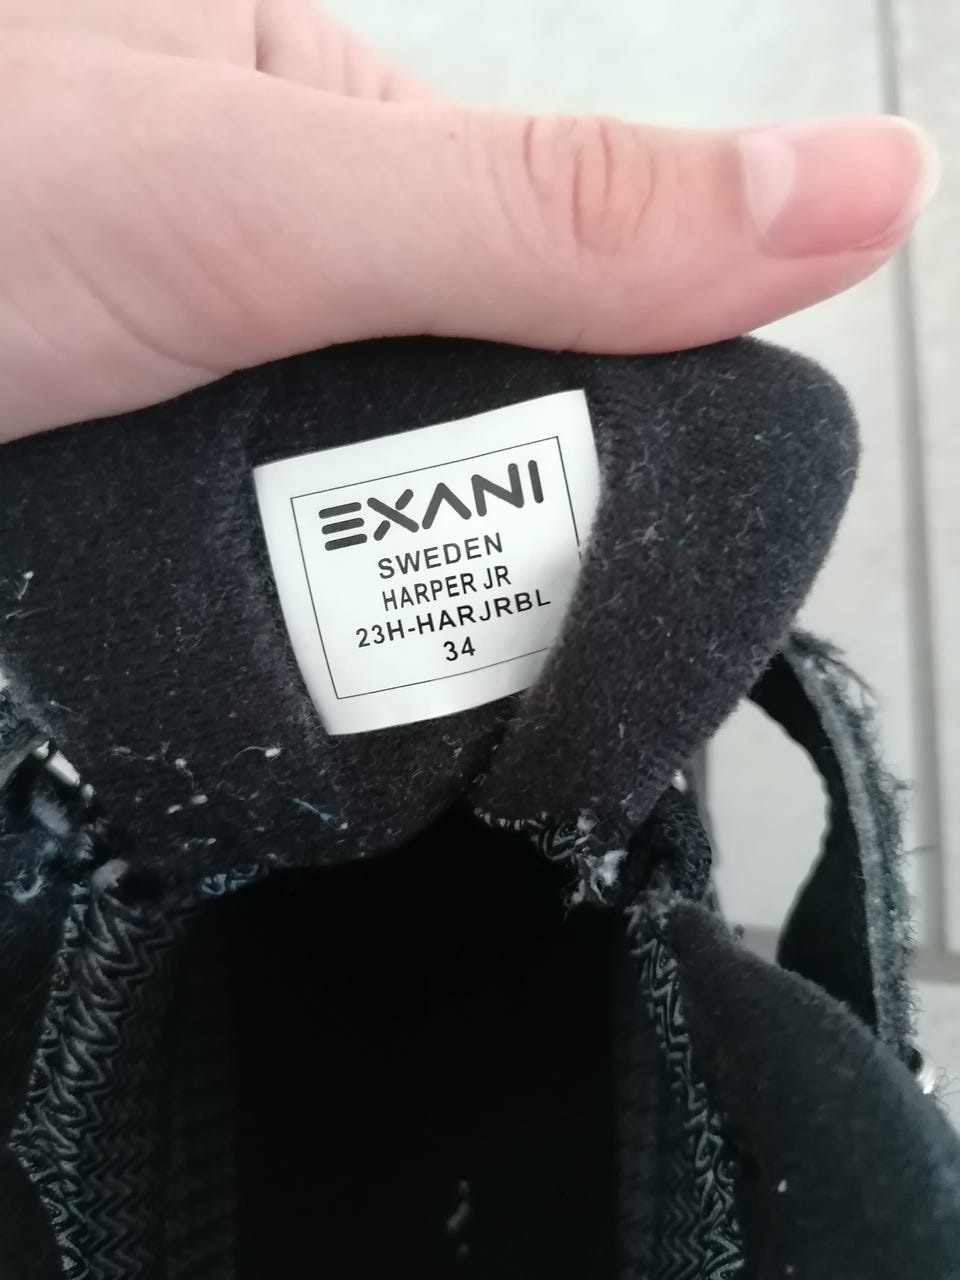 EXANI
SWEDEN
HARPER JR
23H-HARJRBL
34